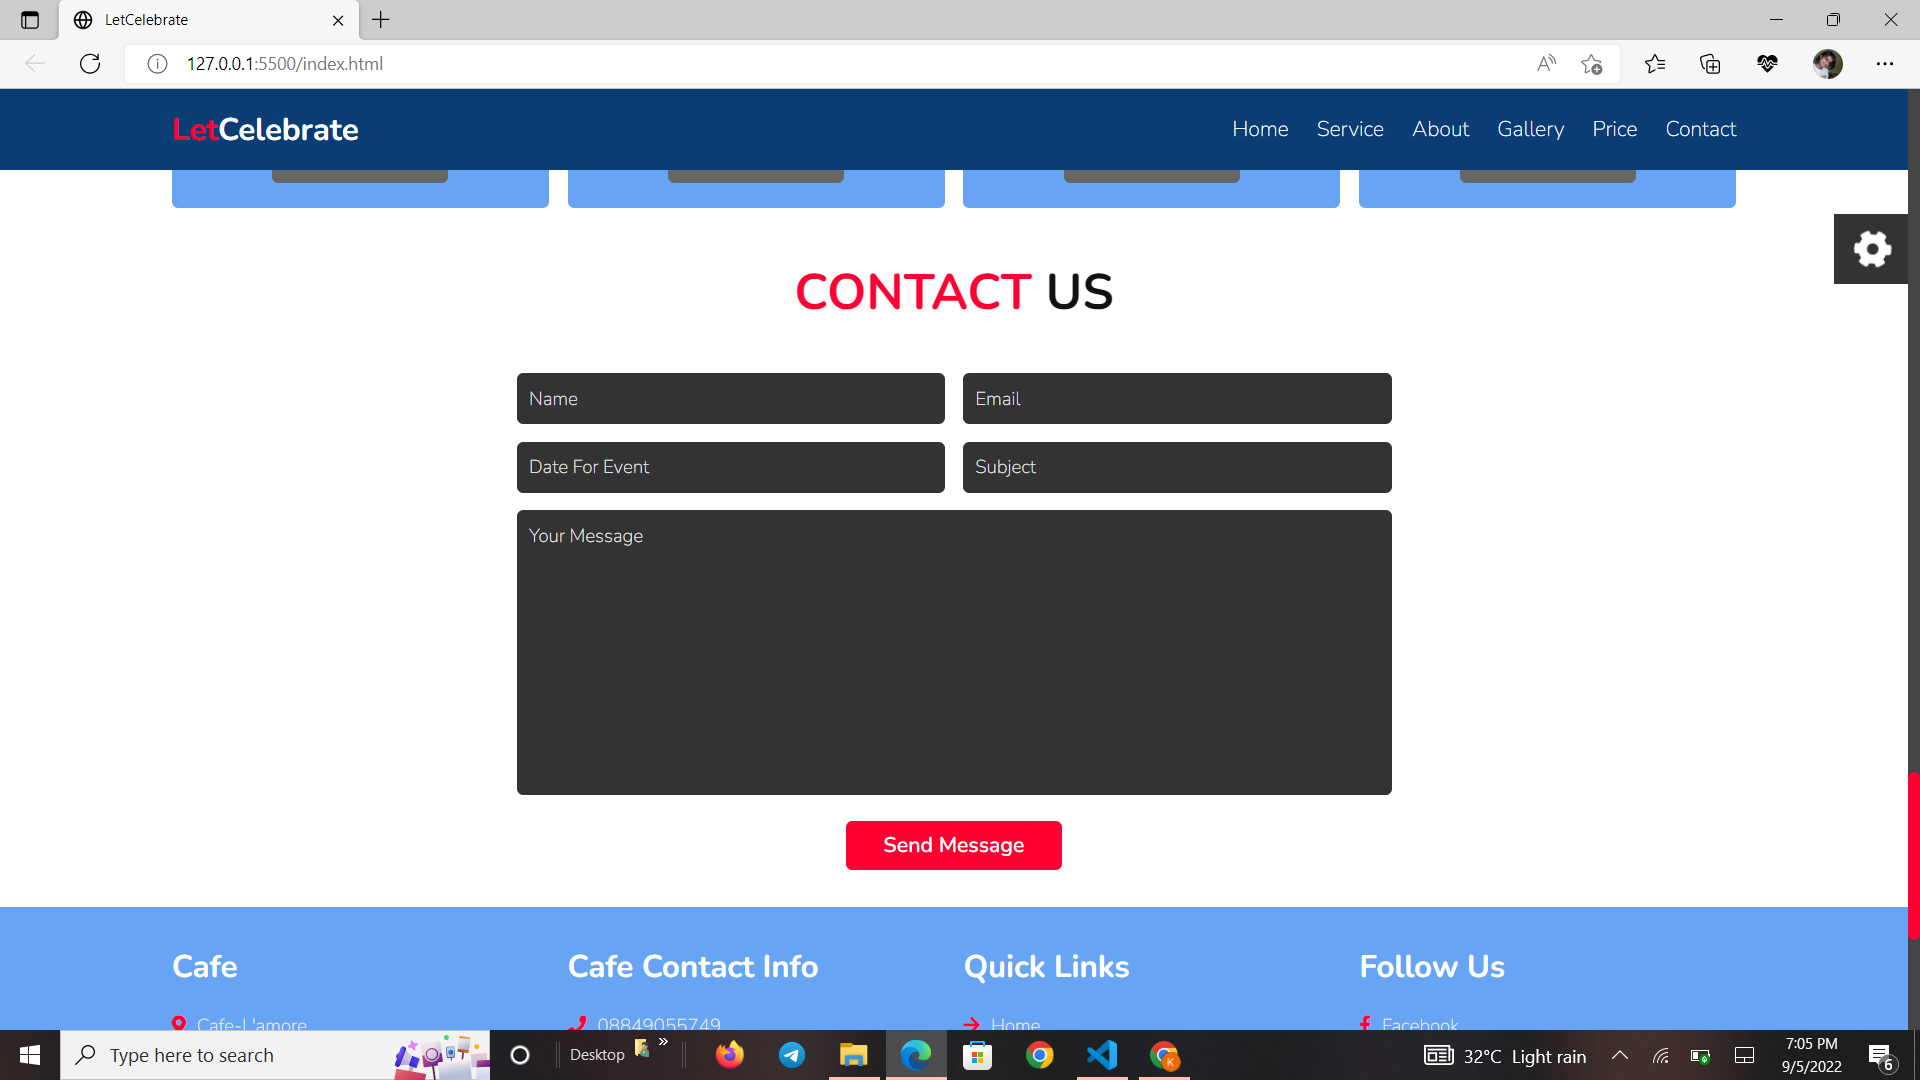 LetCelebrate
127.0.0.1:5500/index.html
LetCelebrate
Home Service About Gallery Price Contact
CONTACT US
Name
Email
Date For Event
Subject
Your Message
Send Message
Cafe
Cafe Contact Info
Quick Links
Follow Us
Cafe-L'amore
08849055749
Home
Facebook
Type here to search
Desktop
32°C Light rain
7:05 PM
9/5/2022
6